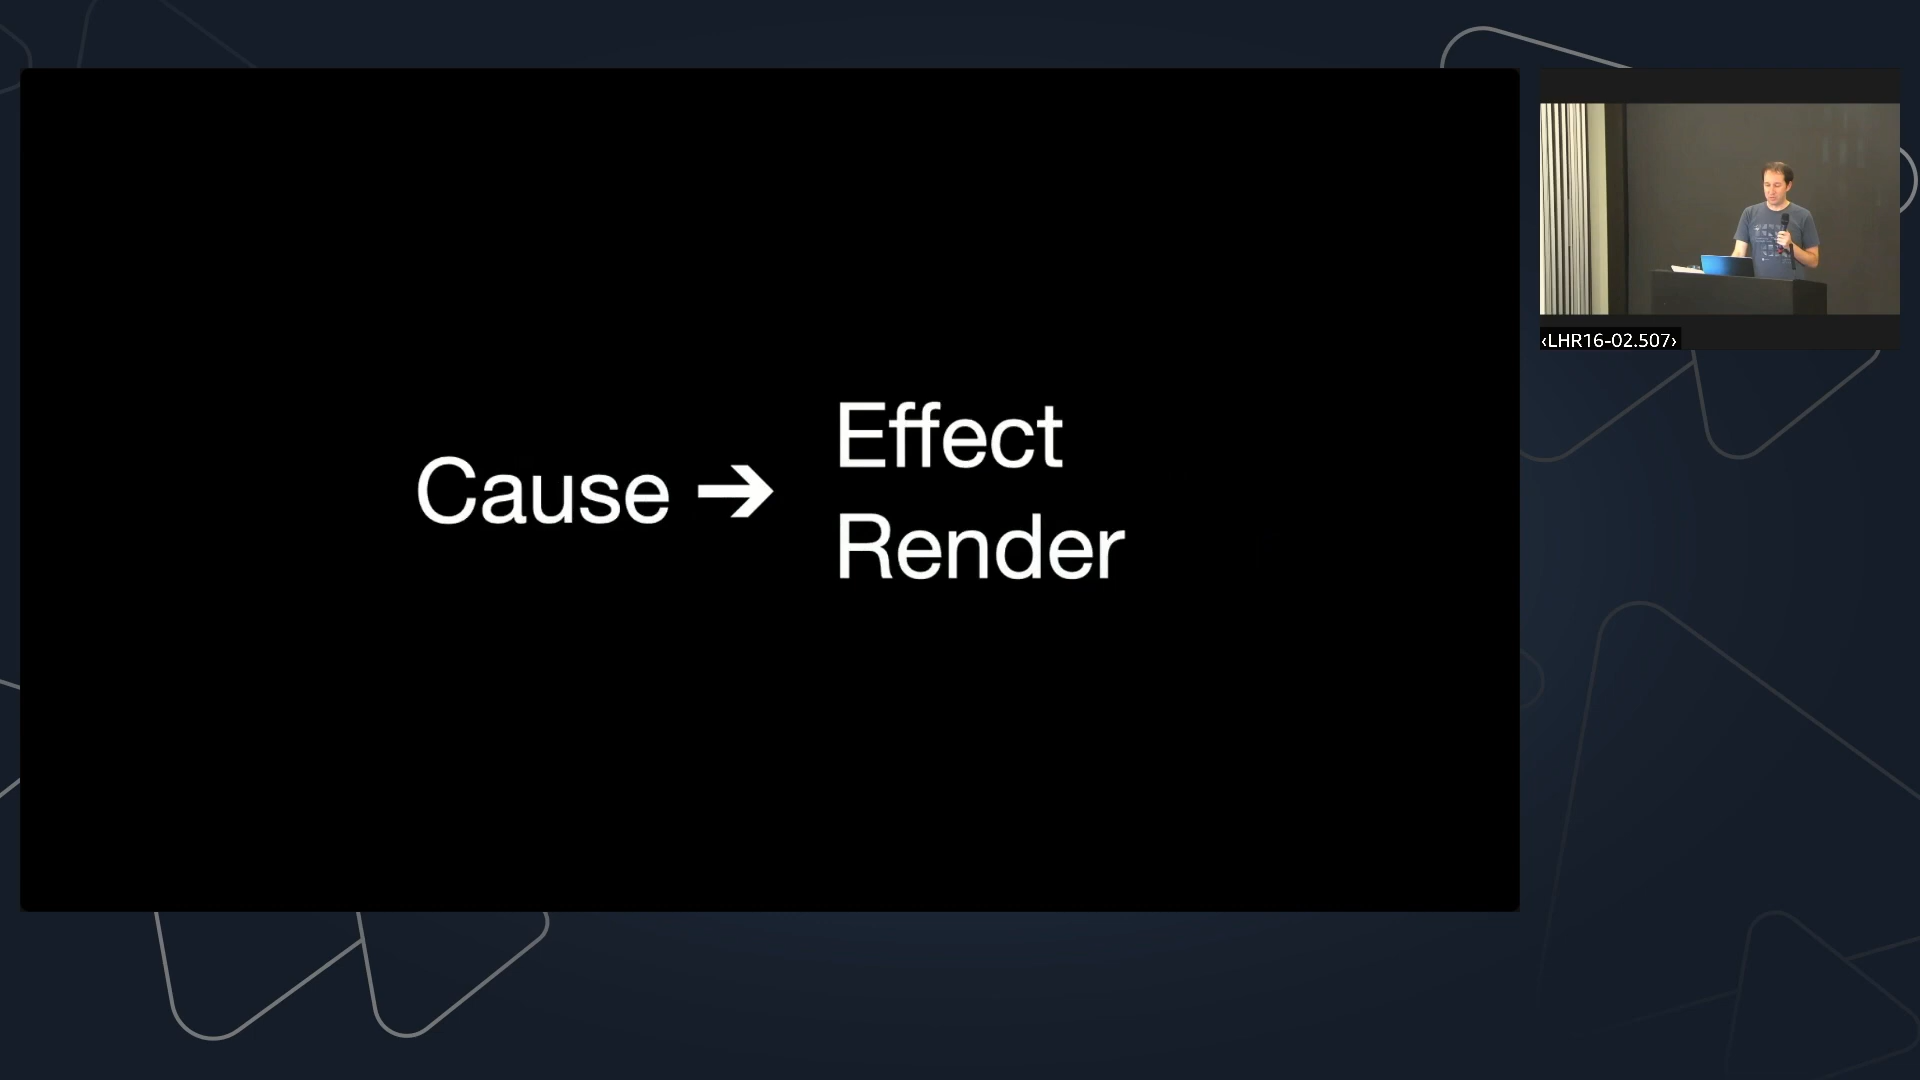 Cause ➔
Effect
Render
‹LHR16-02.507›